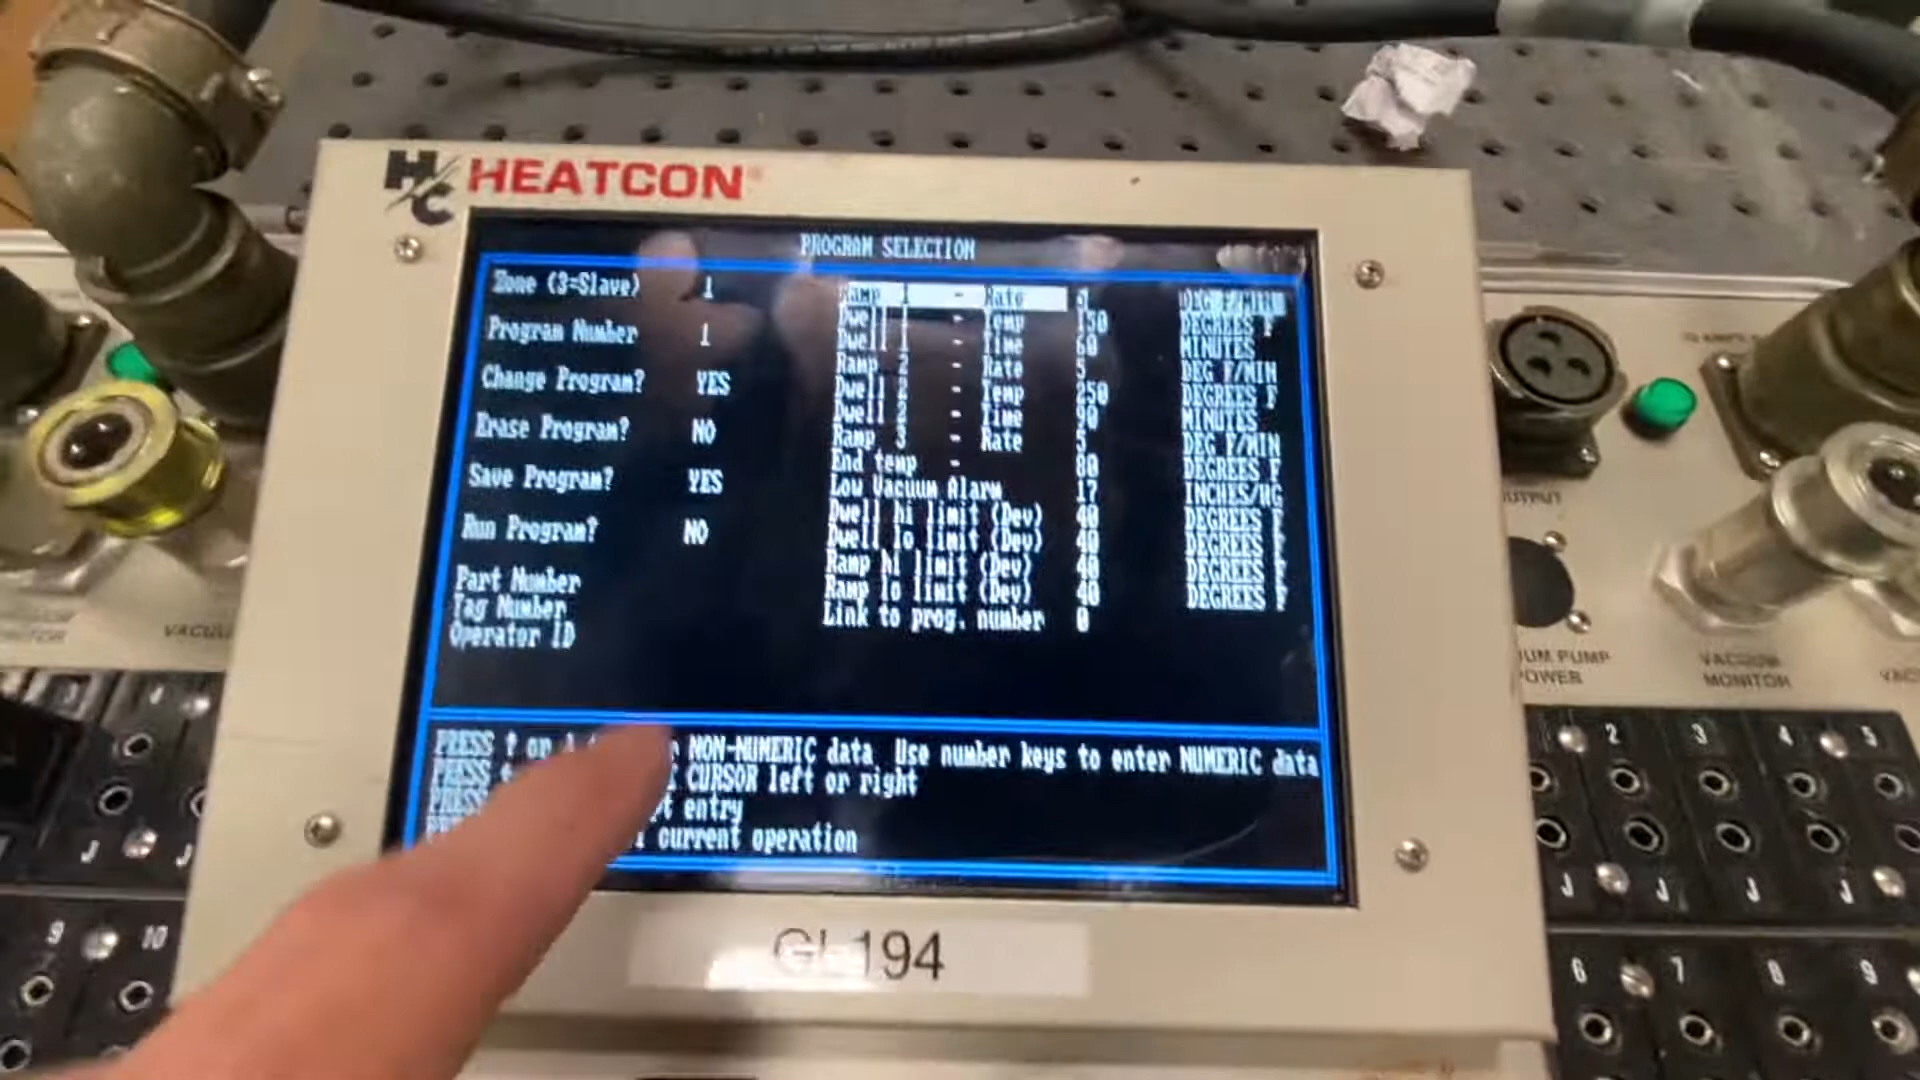 H/C HEATCON®
PROGRAM SELECTION
Zone (3=Slave) 1
Program Number 1
Change Program? YES
Erase Program? NO
Save Program? YES
Run Program? NO
Part Number
Tag Number
Operator ID
Ramp 1 - Rate 5 DEG F/MIN
Dwell 1 - Temp 150 DEGREES F
Dwell 1 - Time 60 MINUTES
Ramp 2 - Rate 5 DEG F/MIN
Dwell 2 - Temp 250 DEGREES F
Dwell 2 - Time 90 MINUTES
Ramp 3 - Rate 5 DEG F/MIN
End temp - 80 DEGREES F
Low Vacuum Alarm 17 INCHES/HG
Dwell hi limit (Dev) 40 DEGREES F
Dwell lo limit (Dev) 40 DEGREES F
Ramp hi limit (Dev) 40 DEGREES F
Ramp lo limit (Dev) 40 DEGREES F
Link to prog. number 0
PRESS ↑ or NON-NUMERIC data Use number keys to enter NUMERIC data
PRESS CURSOR left or right
PRESS entry
current operation
GL194
VACUUM
MONITOR
POWER
PUMP
J J
9 10
2 3 4 5
J J J J
6 7 8 9